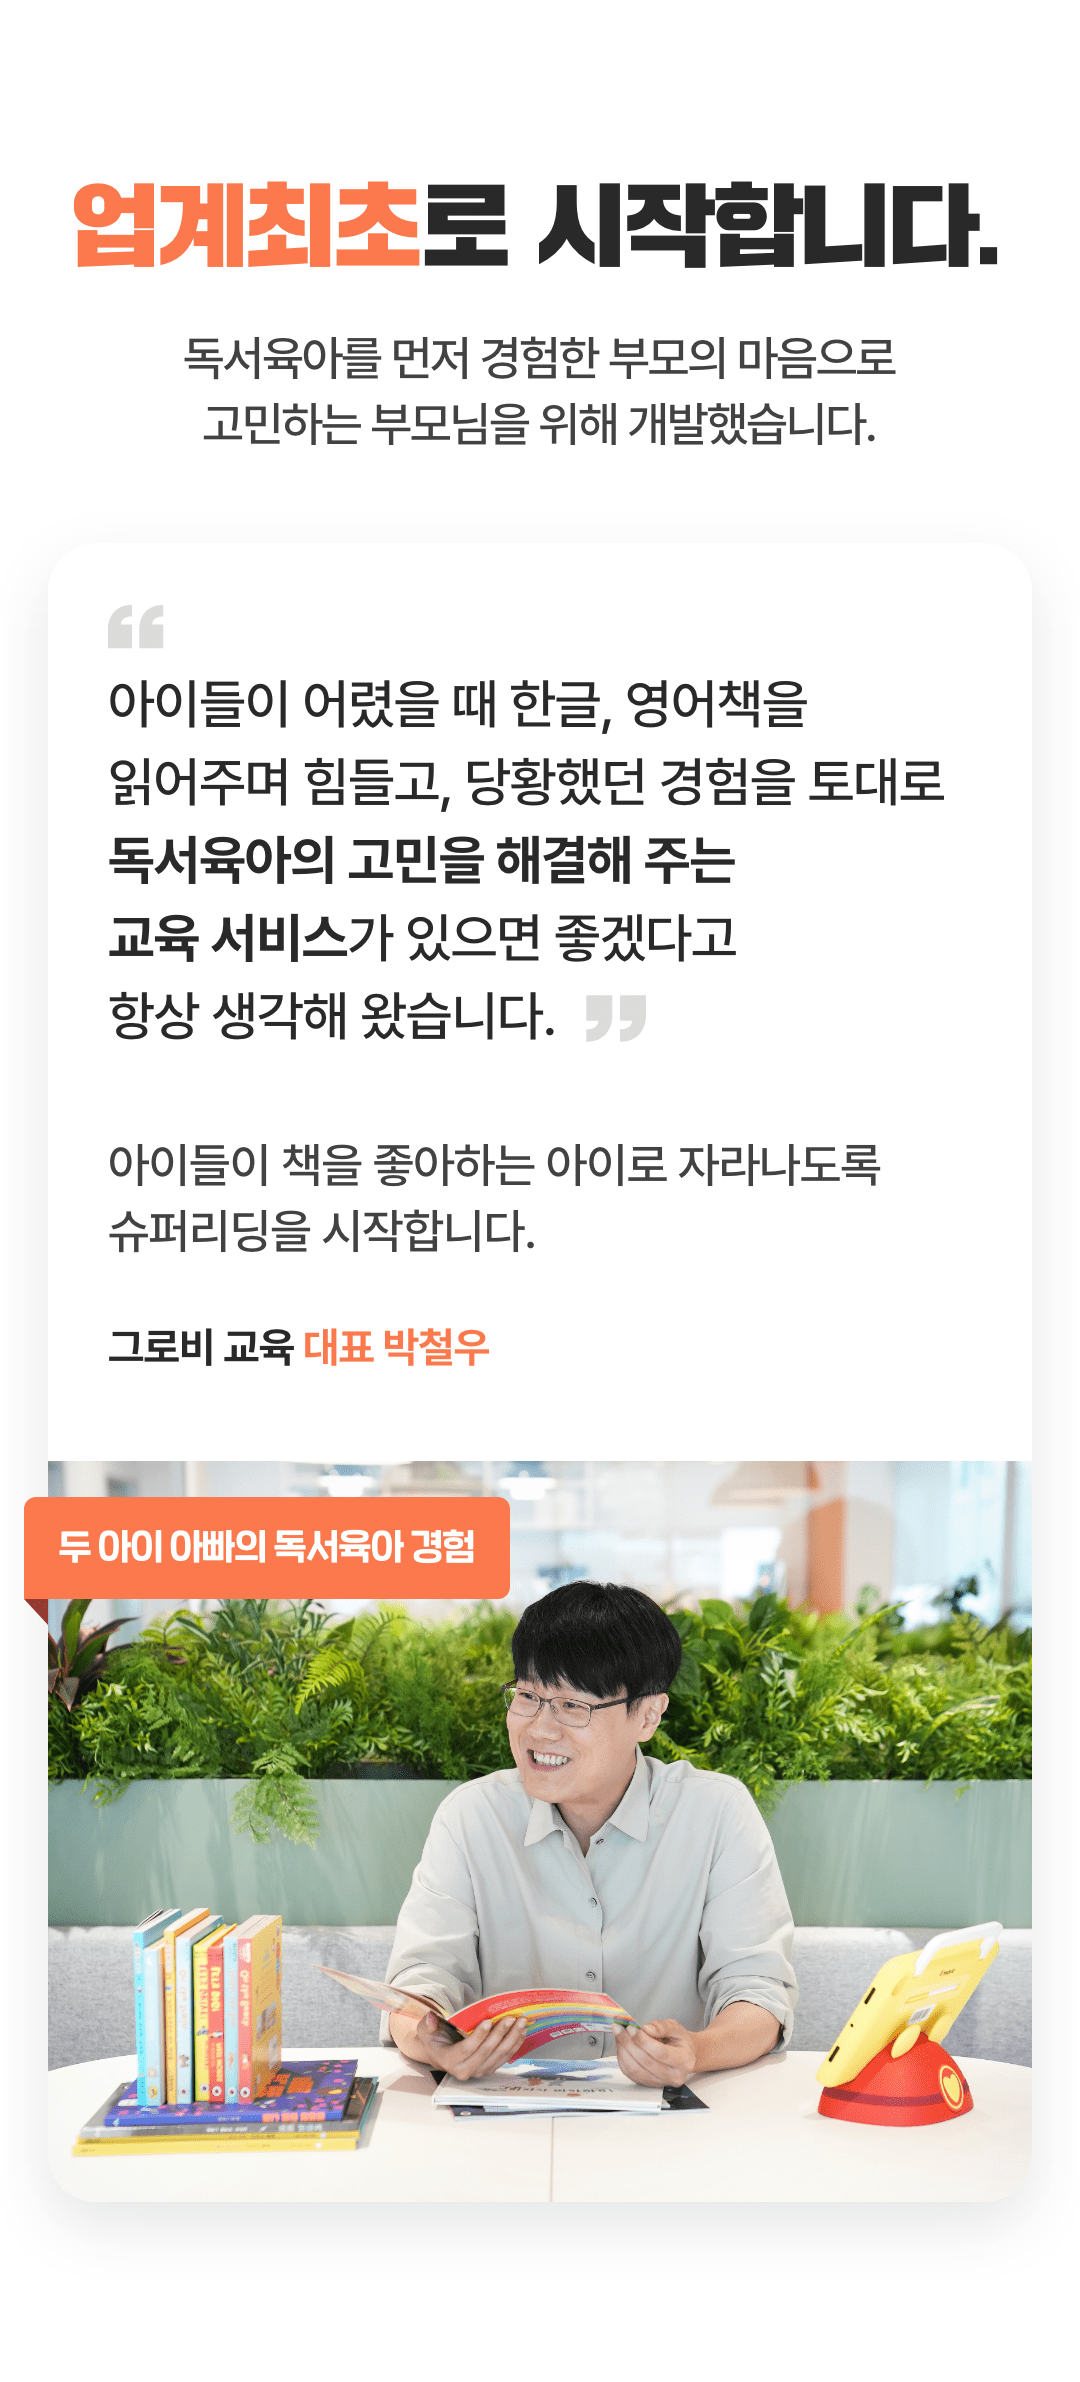 업계최초로 시작합니다.
독서육아를 먼저 경험한 부모의 마음으로
고민하는 부모님을 위해 개발했습니다.
“
아이들이 어렸을 때 한글, 영어책을
읽어주며 힘들고, 당황했던 경험을 토대로
독서육아의 고민을 해결해 주는
교육 서비스가 있으면 좋겠다고
항상 생각해 왔습니다. ”
아이들이 책을 좋아하는 아이로 자라나도록
슈퍼리딩을 시작합니다.
그로비 교육 대표 박철우
두 아이 아빠의 독서육아 경험